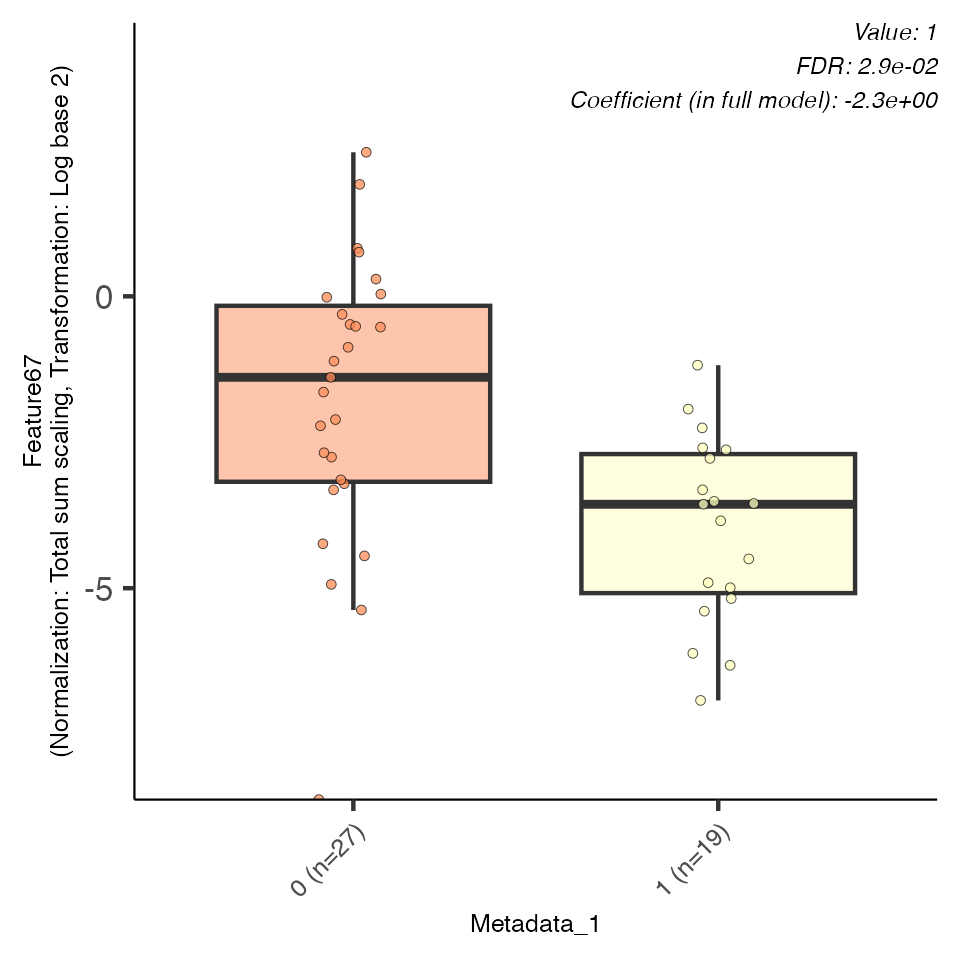 Value: 1
FDR: 2.9e-02
Coefficient (in full model): -2.3e+00
Feature67
(Normalization: Total sum scaling, Transformation: Log base 2)
0
-5
0 (n=27)
1 (n=19)
Metadata_1